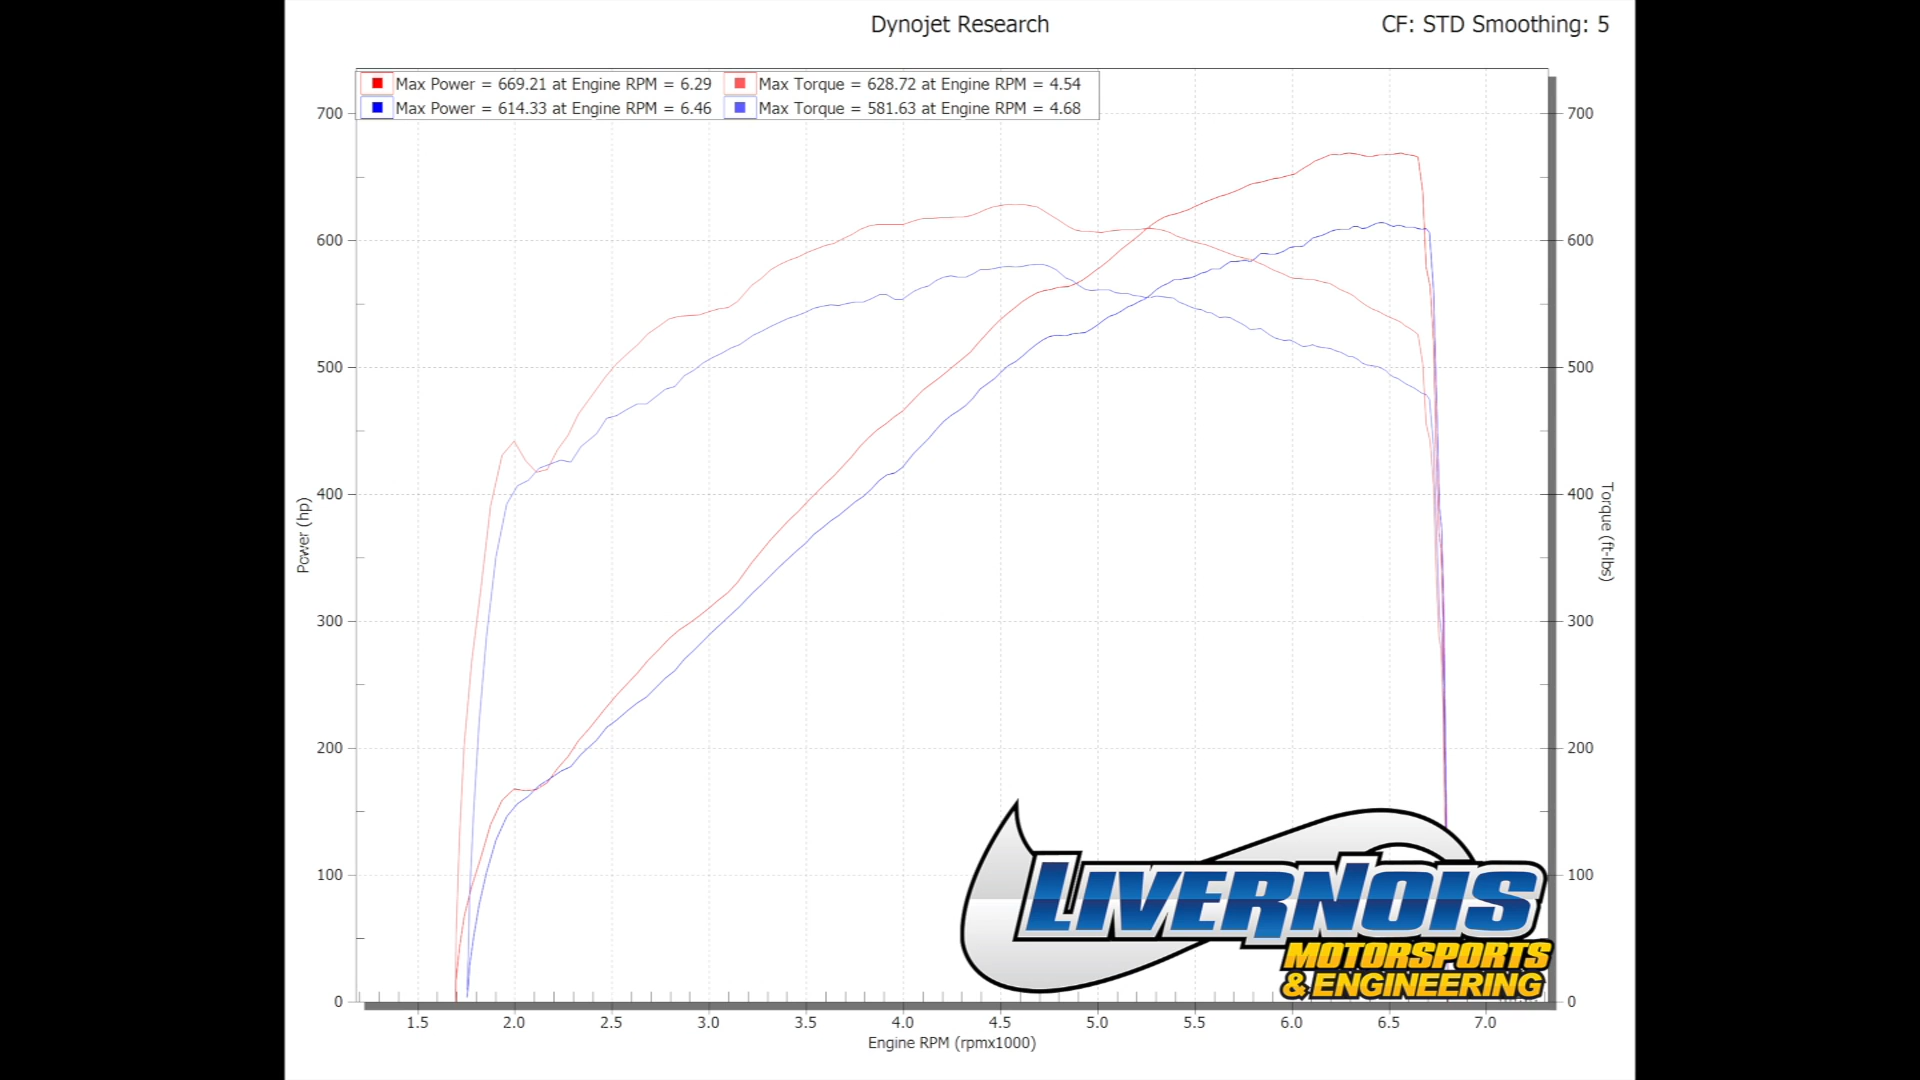 Dynojet Research
CF: STD Smoothing: 5
Max Power = 669.21 at Engine RPM = 6.29 Max Torque = 628.72 at Engine RPM = 4.54
Max Power = 614.33 at Engine RPM = 6.46 Max Torque = 581.63 at Engine RPM = 4.68
700 700
600 600
500 500
400 400
300 300
200 200
100 100
0 0
Power (hp)
Torque (ft-lbs)
1.5 2.0 2.5 3.0 3.5 4.0 4.5 5.0 5.5 6.0 6.5 7.0
Engine RPM (rpmx1000)
LIVERNOIS
MOTORSPORTS
& ENGINEERING